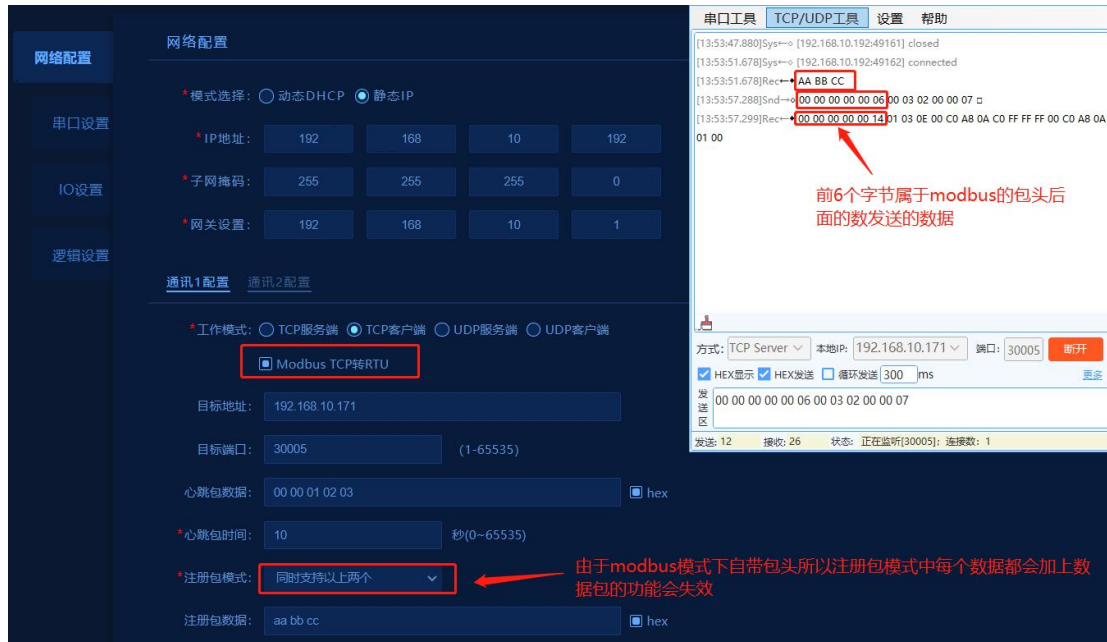 网络配置
串口设置
IO设置
逻辑设置
网络配置
*模式选择: 动态DHCP 静态IP
*IP地址: 192 168 10 192
*子网掩码: 255 255 255 0
*网关设置: 192 168 10 1
通讯1配置 通讯2配置
*工作模式: TCP服务端 TCP客户端 UDP服务端 UDP客户端
Modbus TCP转RTU
目标地址: 192.168.10.171
目标端口: 30005 (1-65535)
心跳包数据: 00 00 01 02 03 hex
*心跳包时间: 10 秒(0~65535)
*注册包模式: 同时支持以上两个
由于modbus模式下自带包头所以注册包模式中每个数据都会加上数
据包的功能会失效
注册包数据: aa bb cc hex
串口工具 TCP/UDP工具 设置 帮助
[13:53:47.880]Sys←◇ [192.168.10.192:49161] closed
[13:53:51.678]Sys←◇ [192.168.10.192:49162] connected
[13:53:51.678]Rec←◆ AA BB CC
[13:53:57.288]Snd→◇ 00 00 00 00 00 06 00 03 02 00 00 07 □
[13:53:57.299]Rec←◆ 00 00 00 00 00 14 01 03 0E 00 C0 A8 0A C0 FF FF FF 00 C0 A8 0A
01 00
前6个字节属于modbus的包头后
面的数发送的数据
方式: TCP Server 本地IP: 192.168.10.171 端口: 30005 断开
HEX显示 HEX发送 循环发送 300 ms 更多
发送区 00 00 00 00 00 06 00 03 02 00 00 07
发送: 12 接收: 26 状态: 正在监听[30005]; 连接数: 1